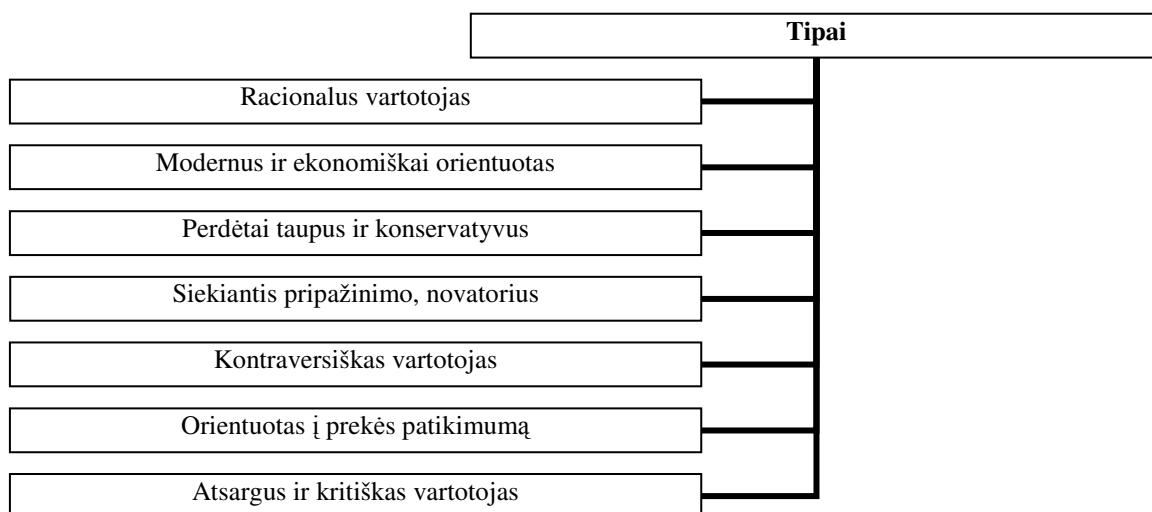 Tipai
Racionalus vartotojas
Modernus ir ekonomiškai orientuotas
Perdėtai taupus ir konservatyvus
Siekiantis pripažinimo, novatorius
Kontraversiškas vartotojas
Orientuotas į prekės patikimumą
Atsargus ir kritiškas vartotojas